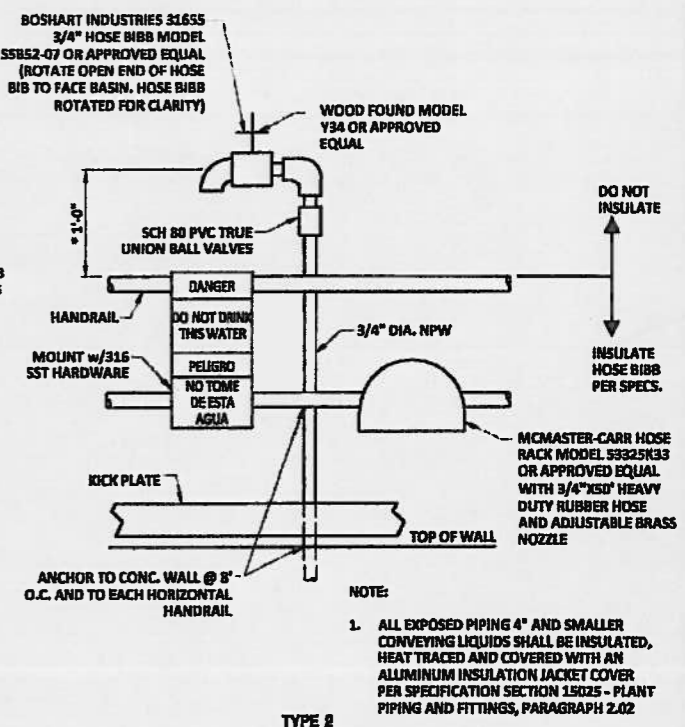 BOSHART INDUSTRIES 31655
3/4" HOSE BIBB MODEL
SSBS2-07 OR APPROVED EQUAL
(ROTATE OPEN END OF HOSE
BIB TO FACE BASIN. HOSE BIBB
ROTATED FOR CLARITY)
WOOD FOUND MODEL
Y34 OR APPROVED
EQUAL
* 1'-0"
SCH 80 PVC TRUE
UNION BALL VALVES
DO NOT
INSULATE
HANDRAIL
DANGER
DO NOT DRINK
THIS WATER
PELIGRO
NO TOME
DE ESTA
AGUA
3/4" DIA. NPW
MOUNT w/316
SST HARDWARE
INSULATE
HOSE BIBB
PER SPECS.
MCMASTER-CARR HOSE
RACK MODEL 53325K33
OR APPROVED EQUAL
WITH 3/4"X50' HEAVY
DUTY RUBBER HOSE
AND ADJUSTABLE BRASS
NOZZLE
KICK PLATE
TOP OF WALL
ANCHOR TO CONC. WALL @ 8'
O.C. AND TO EACH HORIZONTAL
HANDRAIL
NOTE:
1. ALL EXPOSED PIPING 4" AND SMALLER
CONVEYING LIQUIDS SHALL BE INSULATED,
HEAT TRACED AND COVERED WITH AN
ALUMINUM INSULATION JACKET COVER
PER SPECIFICATION SECTION 15025 - PLANT
PIPING AND FITTINGS, PARAGRAPH 2.02
TYPE 2